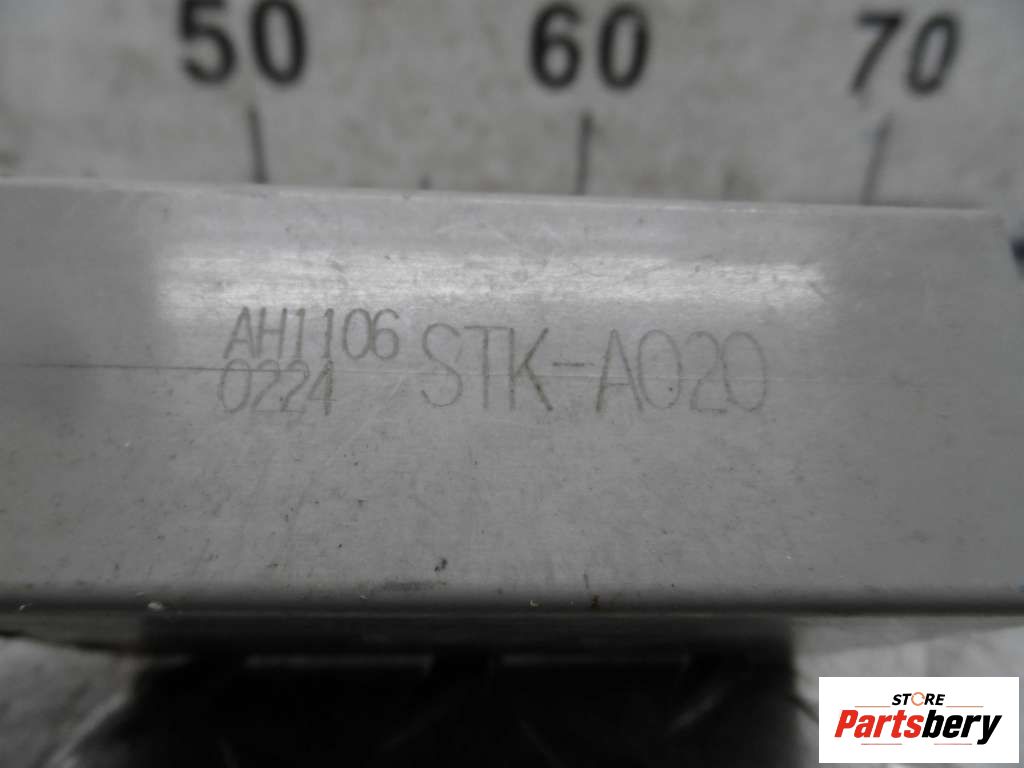 50 60 70
AH1106
0224 STK-A020
STORE
Partsbery